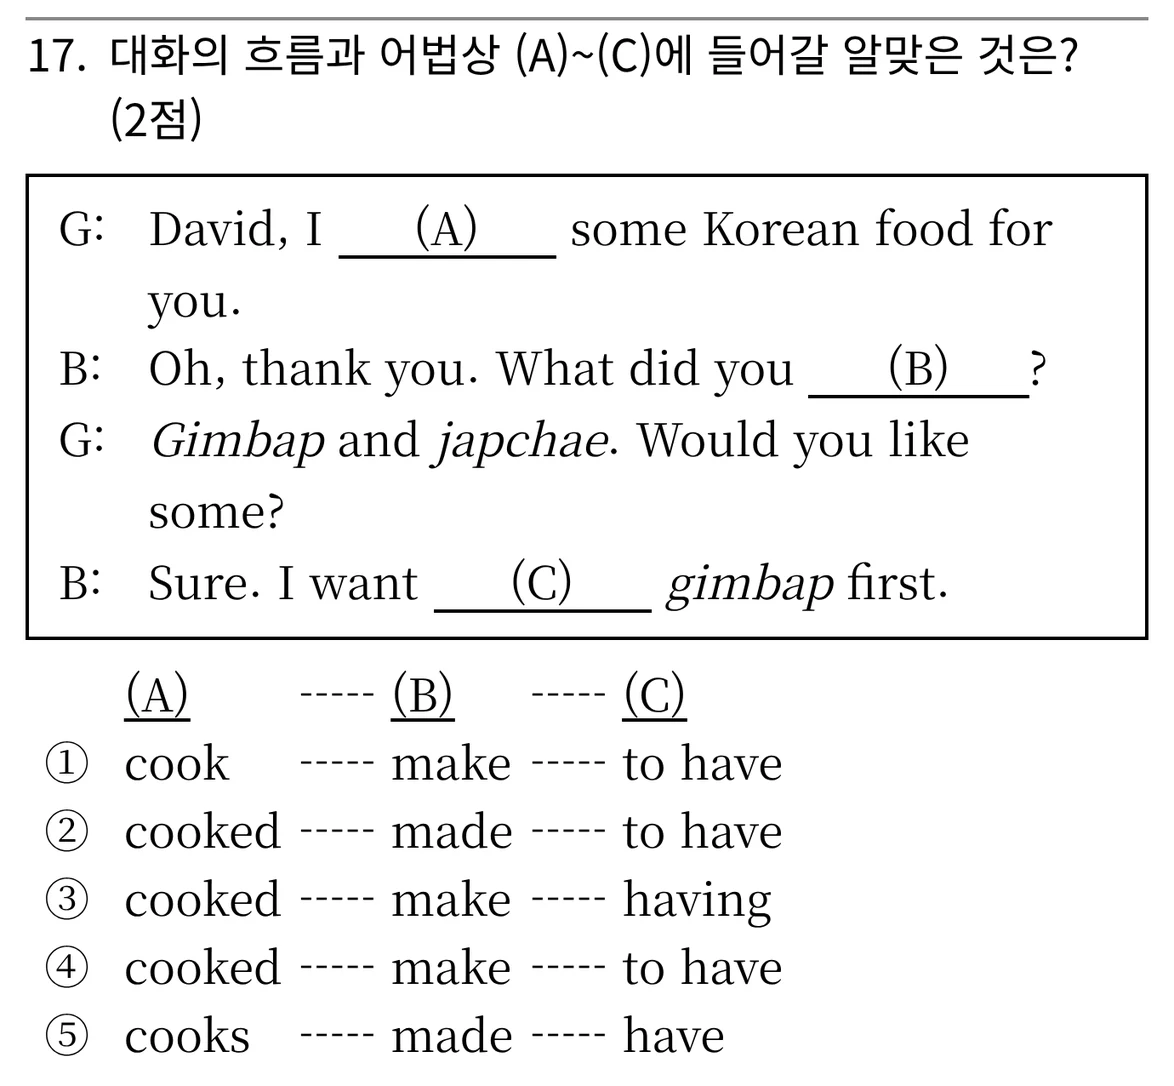 17. 대화의 흐름과 어법상 (A)~(C)에 들어갈 알맞은 것은?
(2점)
G: David, I (A) some Korean food for
you.
B: Oh, thank you. What did you (B) ?
G: Gimbap and japchae. Would you like
some?
B: Sure. I want (C) gimbap first.
(A) ----- (B) ----- (C)
① cook ----- make ----- to have
② cooked ----- made ----- to have
③ cooked ----- make ----- having
④ cooked ----- make ----- to have
⑤ cooks ----- made ----- have